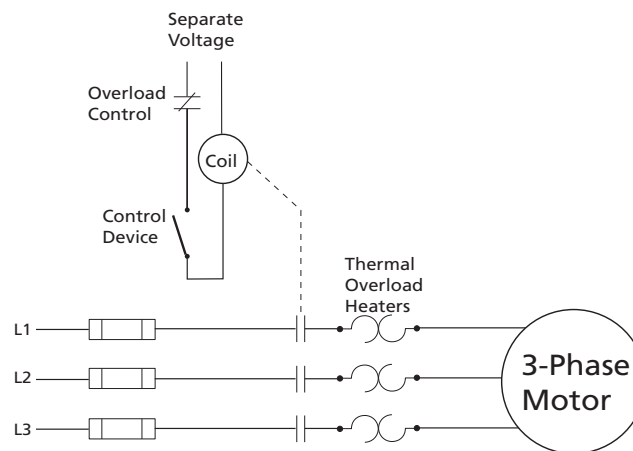 Separate
Voltage
Overload
Control
Coil
Control
Device
Thermal
Overload
Heaters
L1
L2
L3
3-Phase
Motor